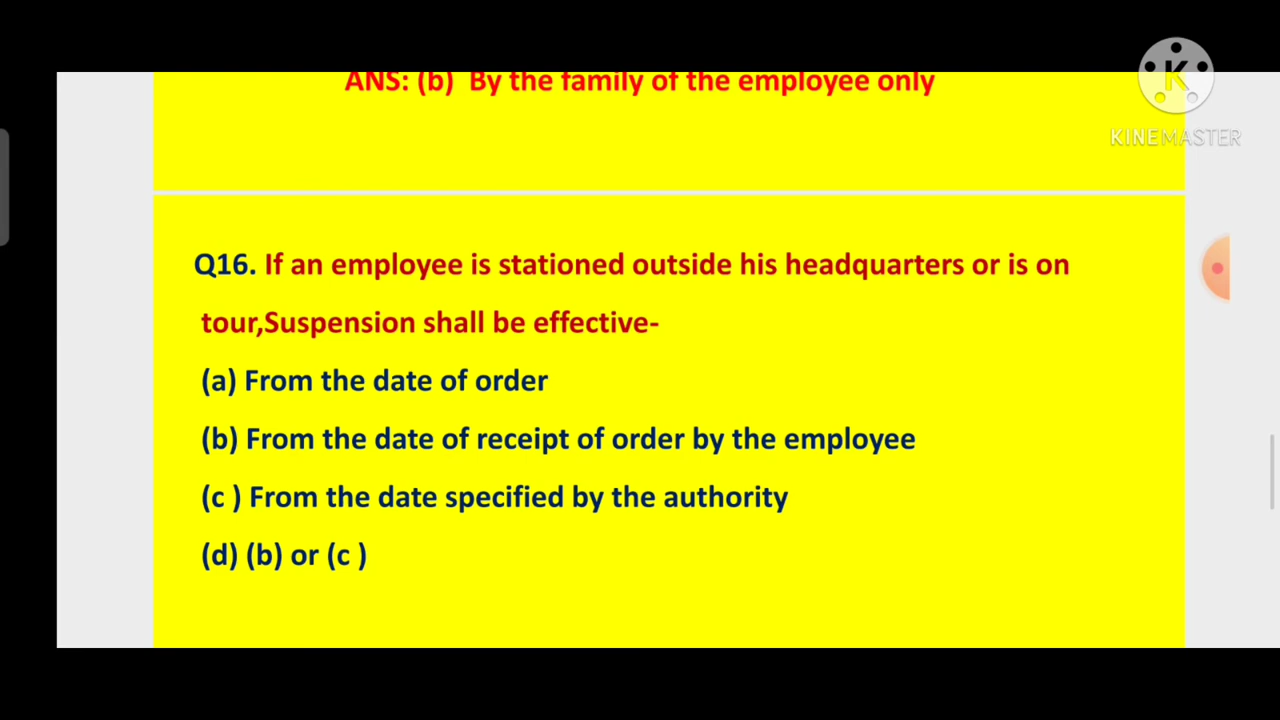 ANS: (b) By the family of the employee only
KINEMASTER
Q16. If an employee is stationed outside his headquarters or is on
tour,Suspension shall be effective-
(a) From the date of order
(b) From the date of receipt of order by the employee
(c ) From the date specified by the authority
(d) (b) or (c )